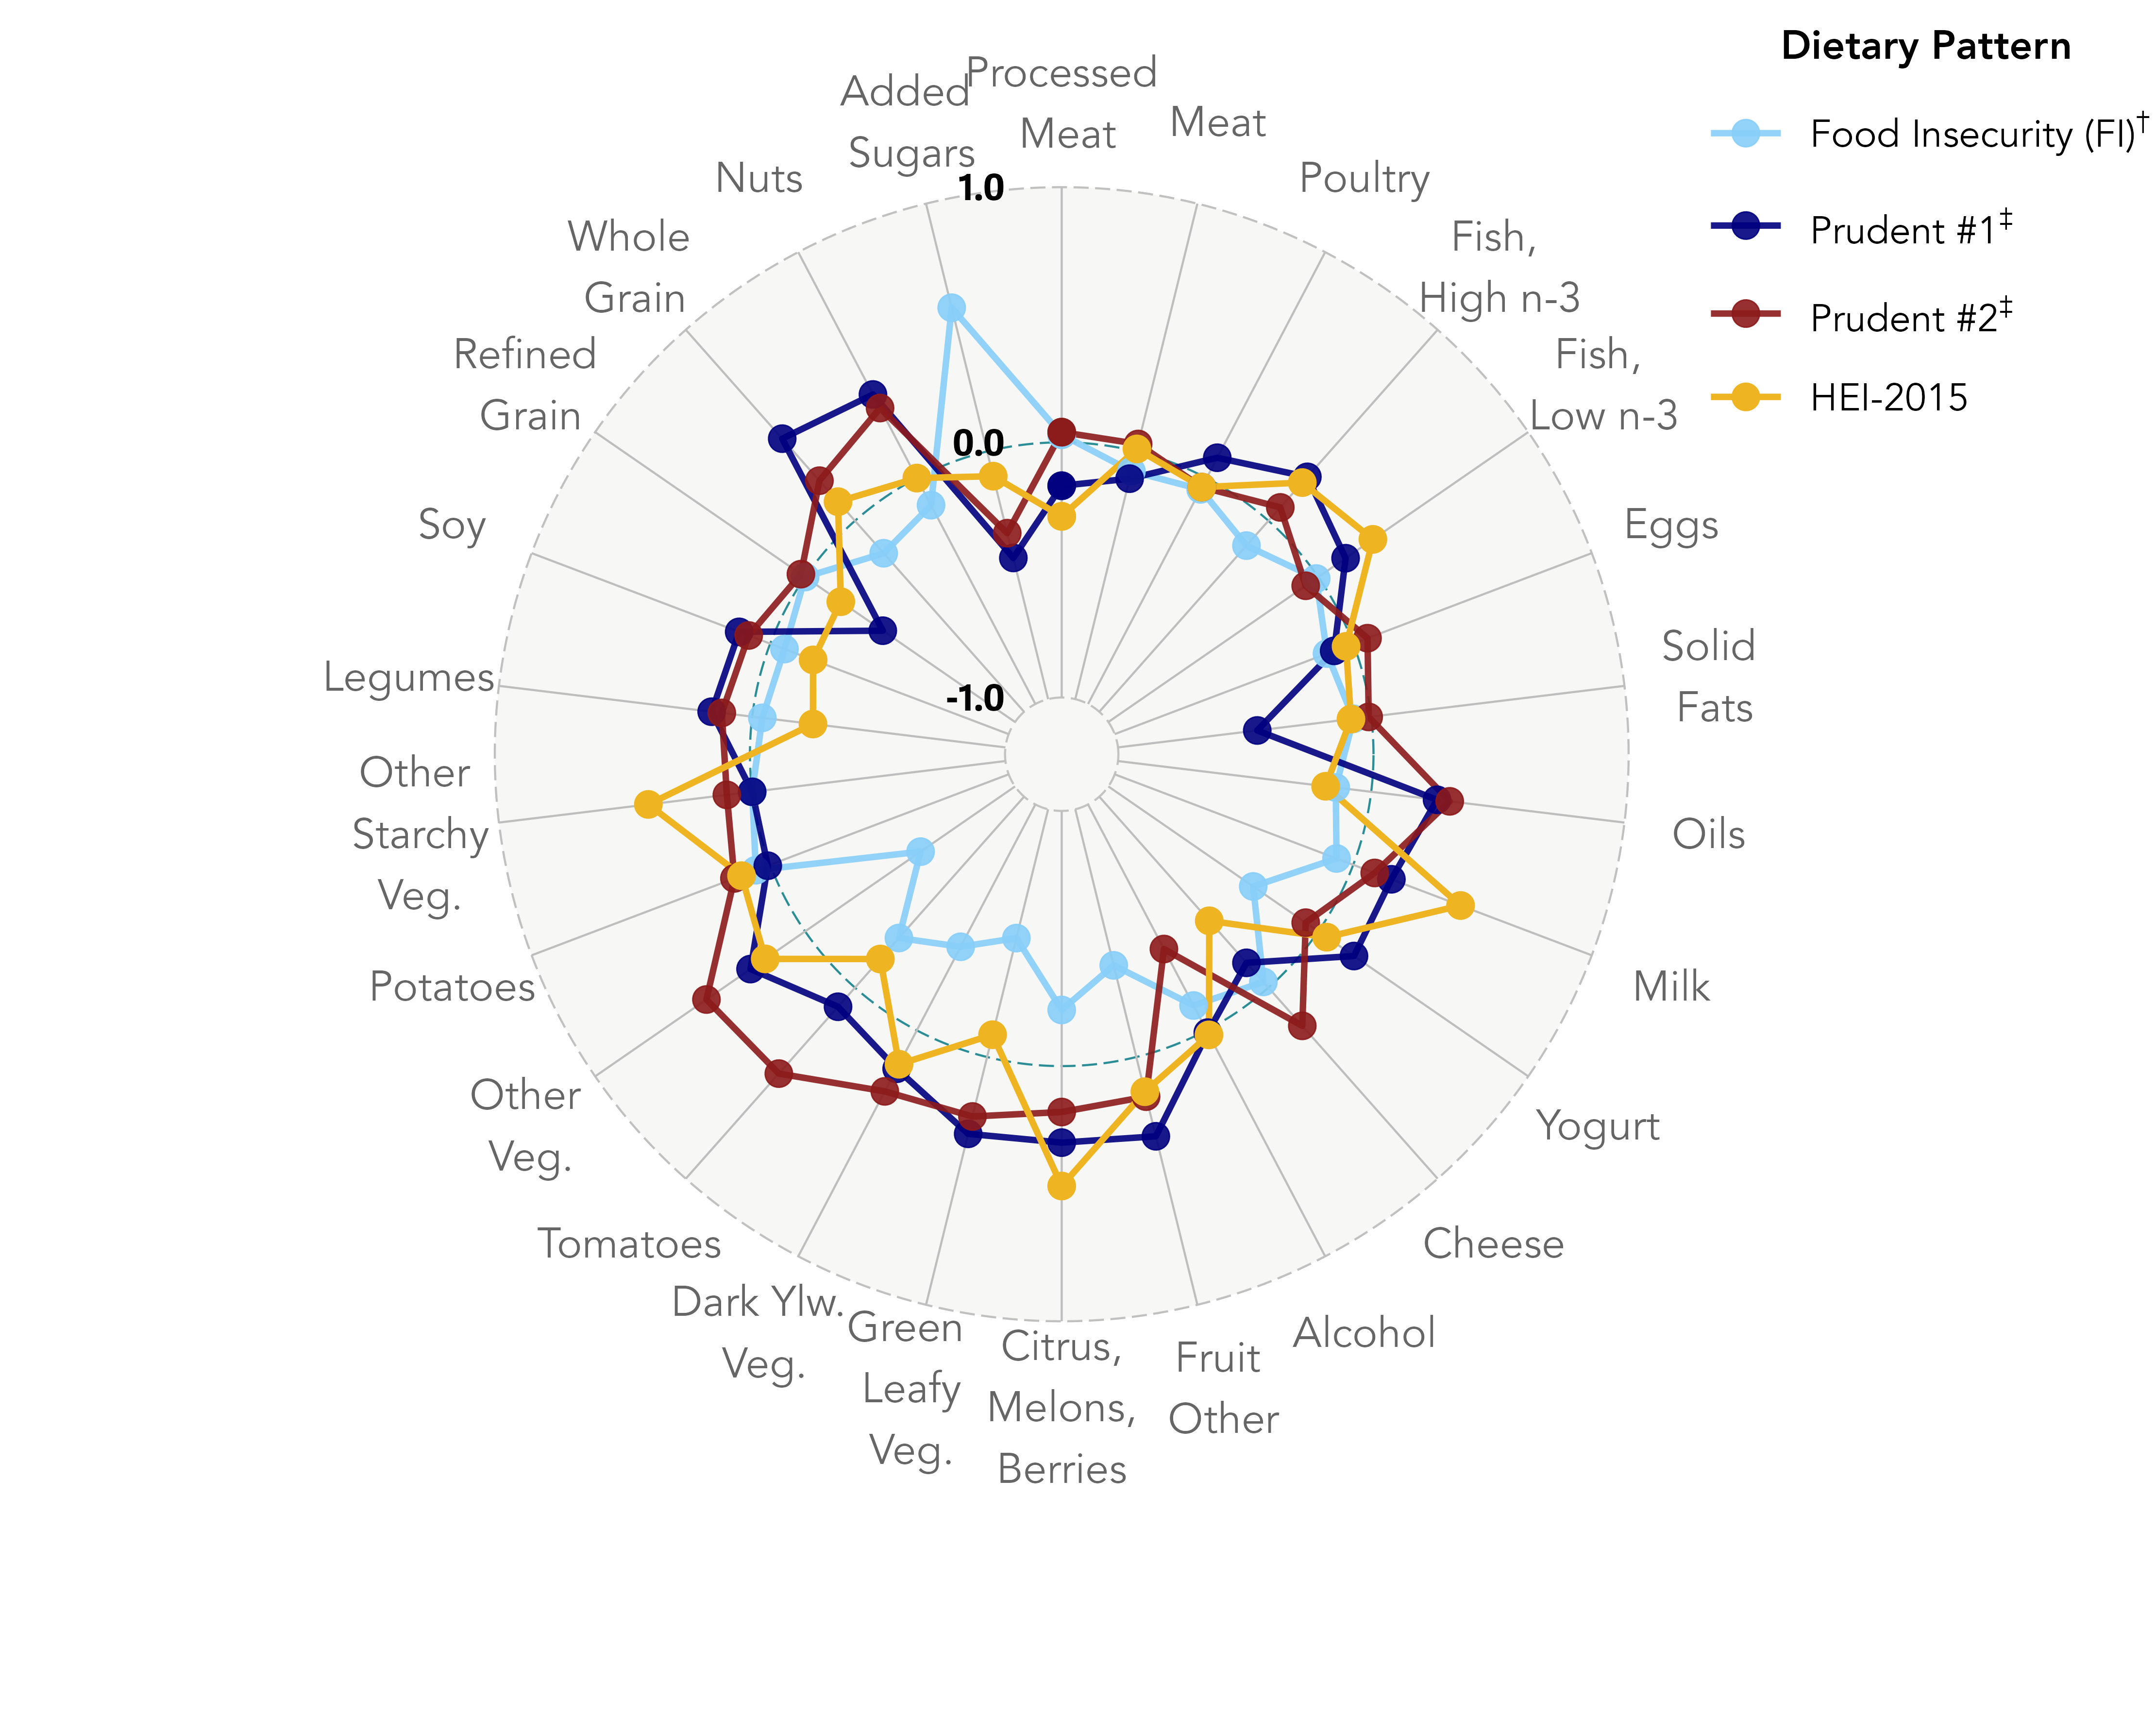 Dietary Pattern
Food Insecurity (FI)†
Prudent #1‡
Prudent #2‡
HEI-2015
Processed
Meat
Meat
Poultry
Fish,
High n-3
Fish,
Low n-3
Eggs
Solid
Fats
Oils
Milk
Yogurt
Cheese
Alcohol
Fruit
Other
Citrus,
Melons,
Berries
Green
Leafy
Veg.
Dark Ylw.
Veg.
Tomatoes
Other
Veg.
Potatoes
Other
Starchy
Veg.
Legumes
Soy
Refined
Grain
Whole
Grain
Nuts
Added
Sugars
1.0
0.0
-1.0